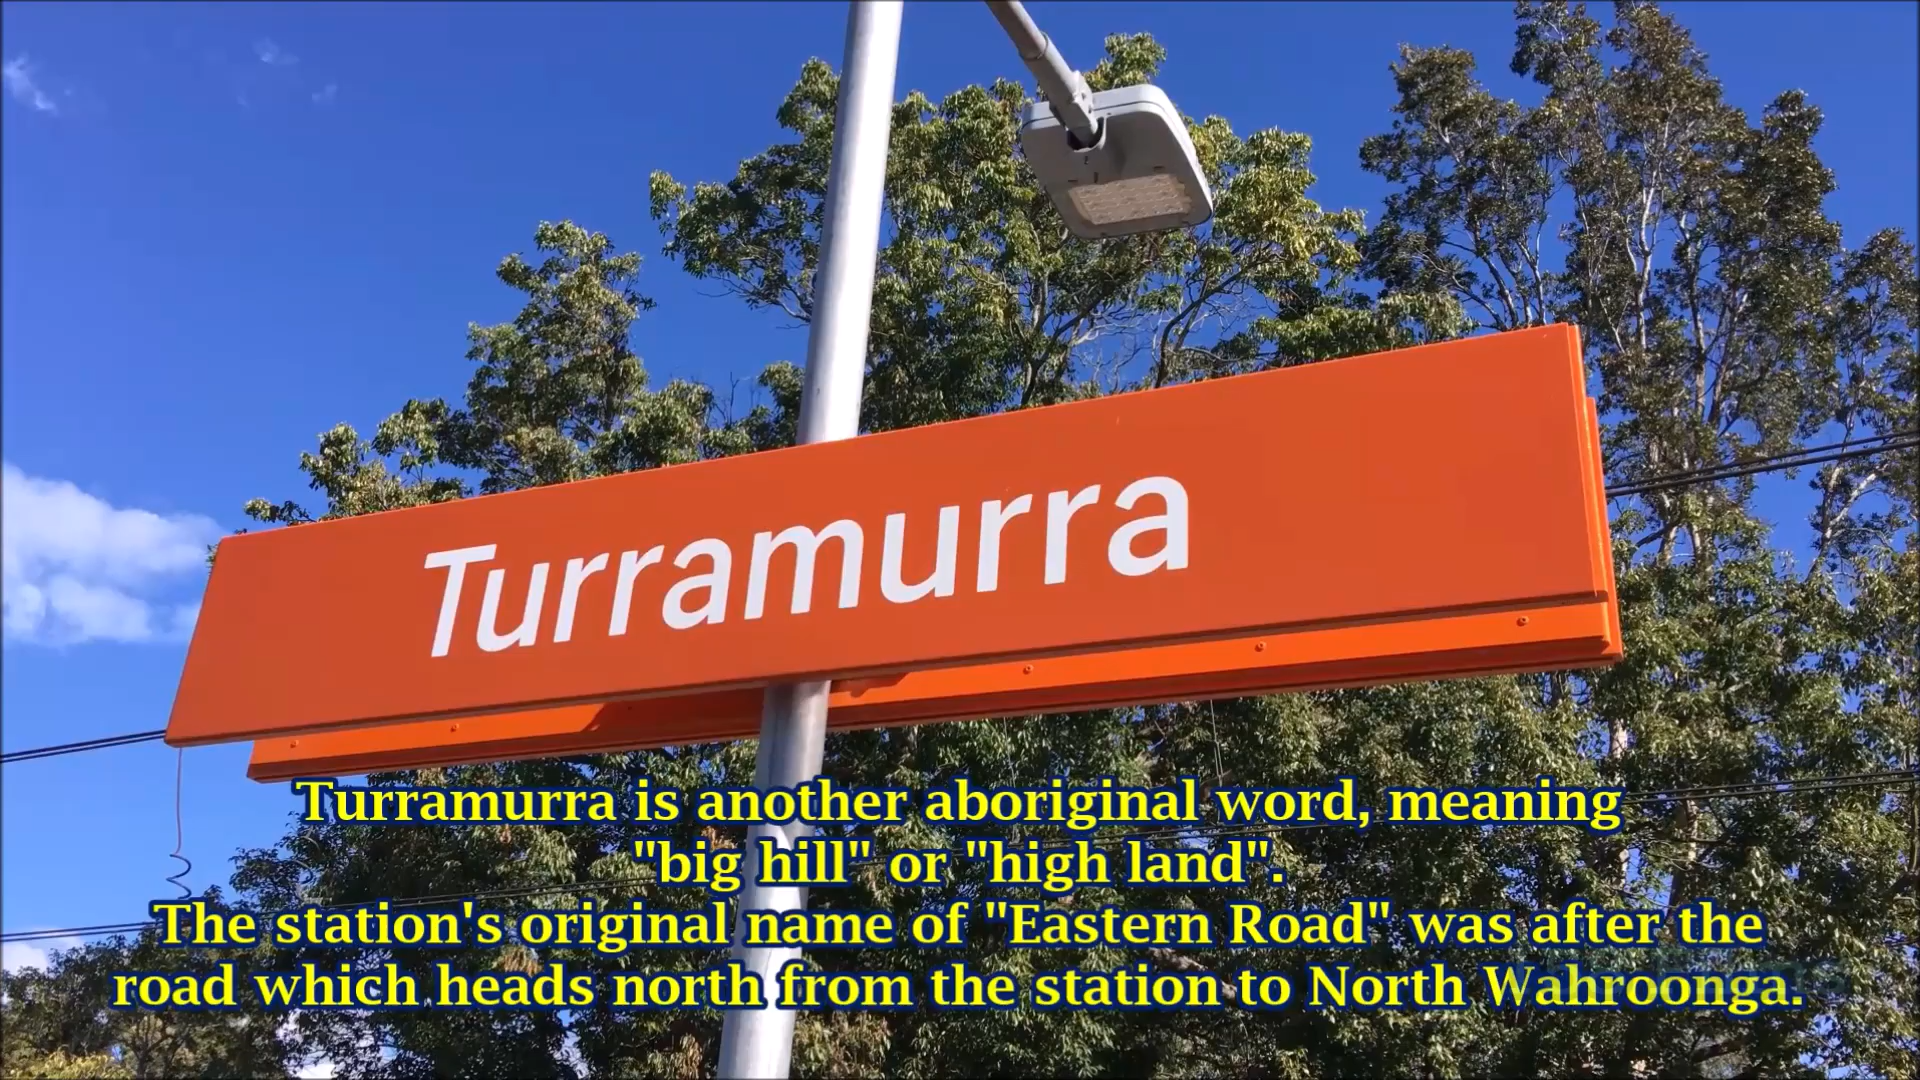 Turramurra
Turramurra is another aboriginal word, meaning
"big hill" or "high land".
The station's original name of "Eastern Road" was after the
road which heads north from the station to North Wahroonga.